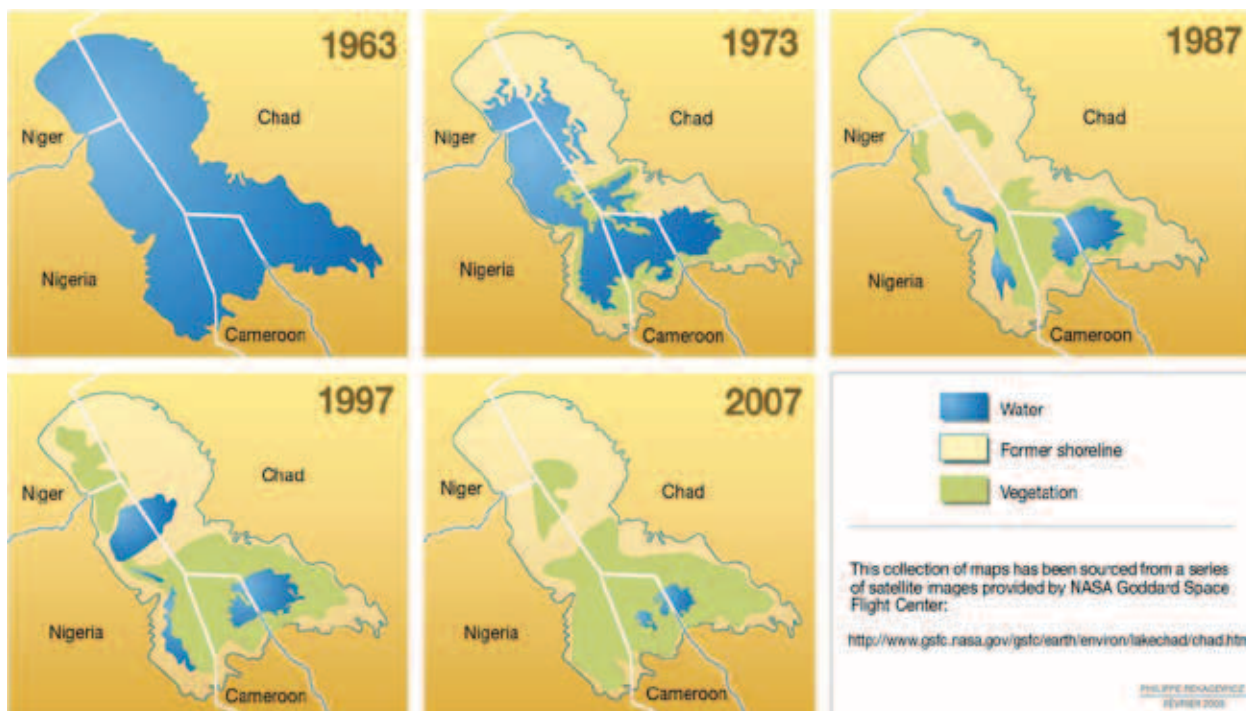 1963
Chad
Niger
Nigeria
Cameroon
1973
Chad
Niger
Nigeria
Cameroon
1987
Chad
Niger
Nigeria
Cameroon
1997
Chad
Niger
Nigeria
Cameroon
2007
Chad
Niger
Nigeria
Cameroon
Water
Former shoreline
Vegetation
This collection of maps has been sourced from a series
of satellite images provided by NASA Goddard Space
Flight Center:
http://www.gsfc.nasa.gov/gsfc/earth/environ/lakechad/chad.htm
PHILIPPE REKACEWICZ
FÉVRIER